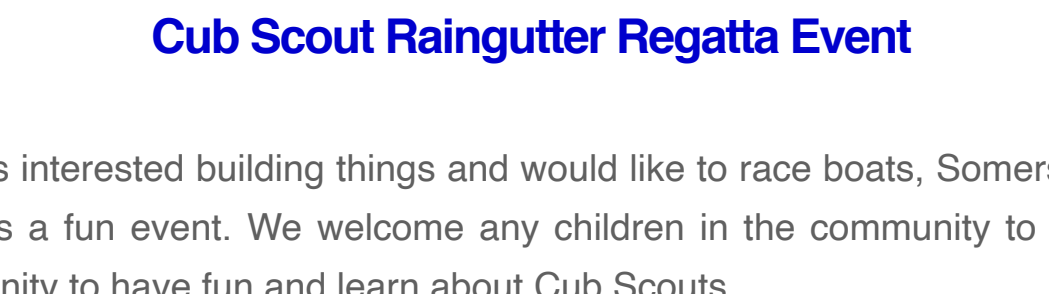 Cub Scout Raingutter Regatta Event
s interested building things and would like to race boats, Somers
s a fun event. We welcome any children in the community to
nity to have fun and learn about Cub Scouts